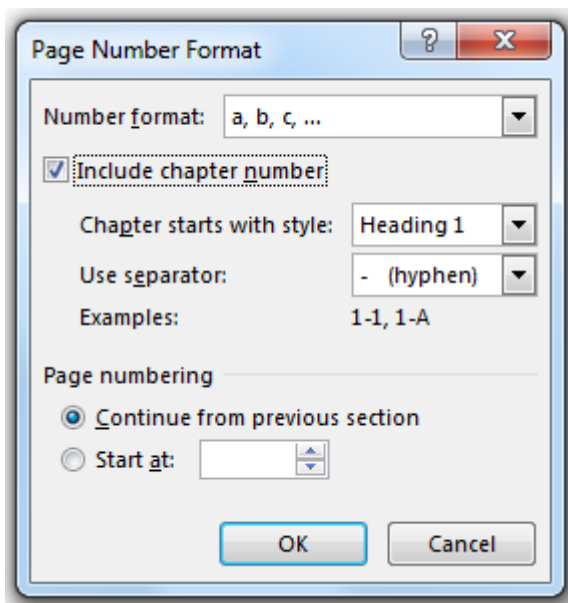 Page Number Format
Number format: a, b, c, ...
Include chapter number
Chapter starts with style: Heading 1
Use separator: - (hyphen)
Examples: 1-1, 1-A
Page numbering
Continue from previous section
Start at:
OK Cancel